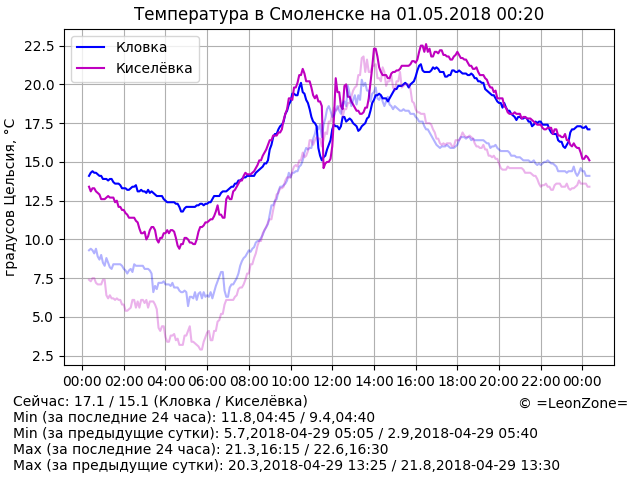 Температура в Смоленске на 01.05.2018 00:20
Кловка
Киселёвка
градусов Цельсия, °C
22.5
20.0
17.5
15.0
12.5
10.0
7.5
5.0
2.5
00:00 02:00 04:00 06:00 08:00 10:00 12:00 14:00 16:00 18:00 20:00 22:00 00:00
Сейчас: 17.1 / 15.1 (Кловка / Киселёвка)
© =LeonZone=
Min (за последние 24 часа): 11.8,04:45 / 9.4,04:40
Min (за предыдущие сутки): 5.7,2018-04-29 05:05 / 2.9,2018-04-29 05:40
Max (за последние 24 часа): 21.3,16:15 / 22.6,16:30
Max (за предыдущие сутки): 20.3,2018-04-29 13:25 / 21.8,2018-04-29 13:30